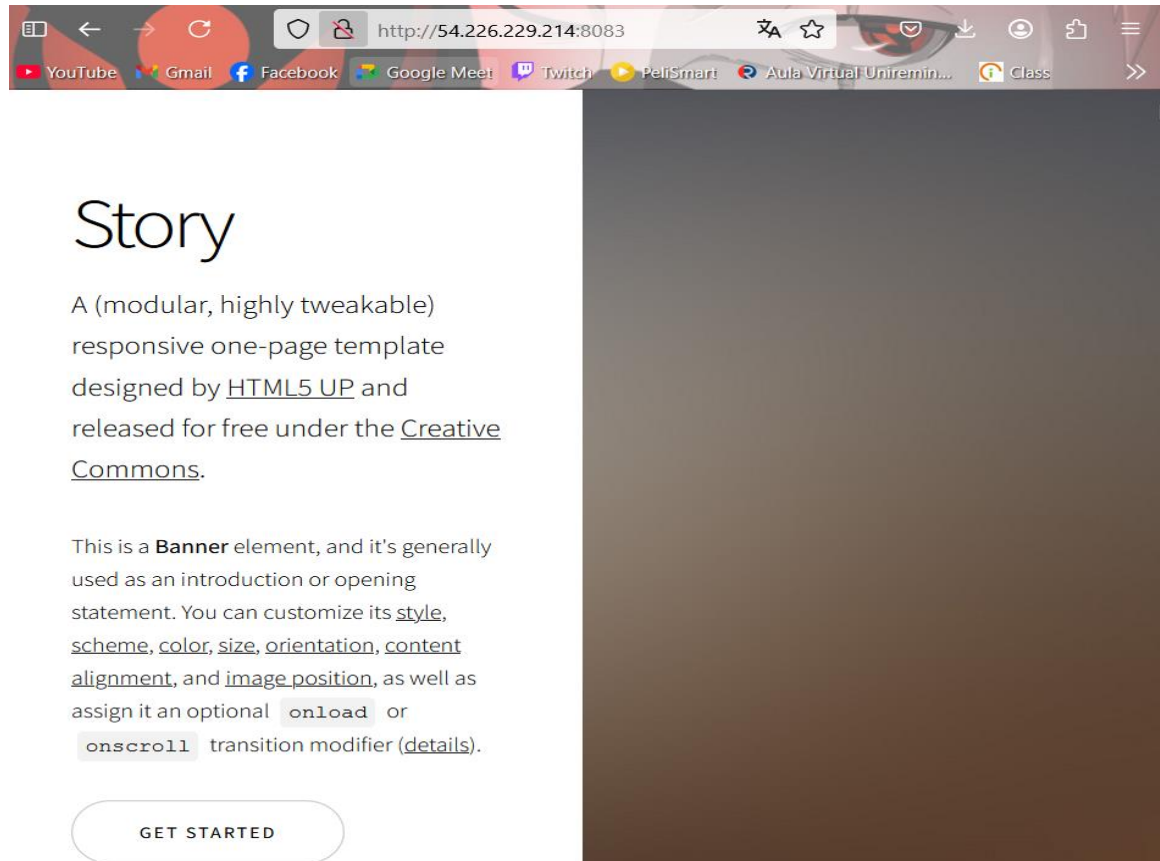 http://54.226.229.214:8083
YouTube Gmail Facebook Google Meet Twitch PeliSmart Aula Virtual Uniremin... Class
Story
A (modular, highly tweakable)
responsive one-page template
designed by HTML5 UP and
released for free under the Creative
Commons.
This is a Banner element, and it's generally
used as an introduction or opening
statement. You can customize its style,
scheme, color, size, orientation, content
alignment, and image position, as well as
assign it an optional onload or
onscroll transition modifier (details).
GET STARTED